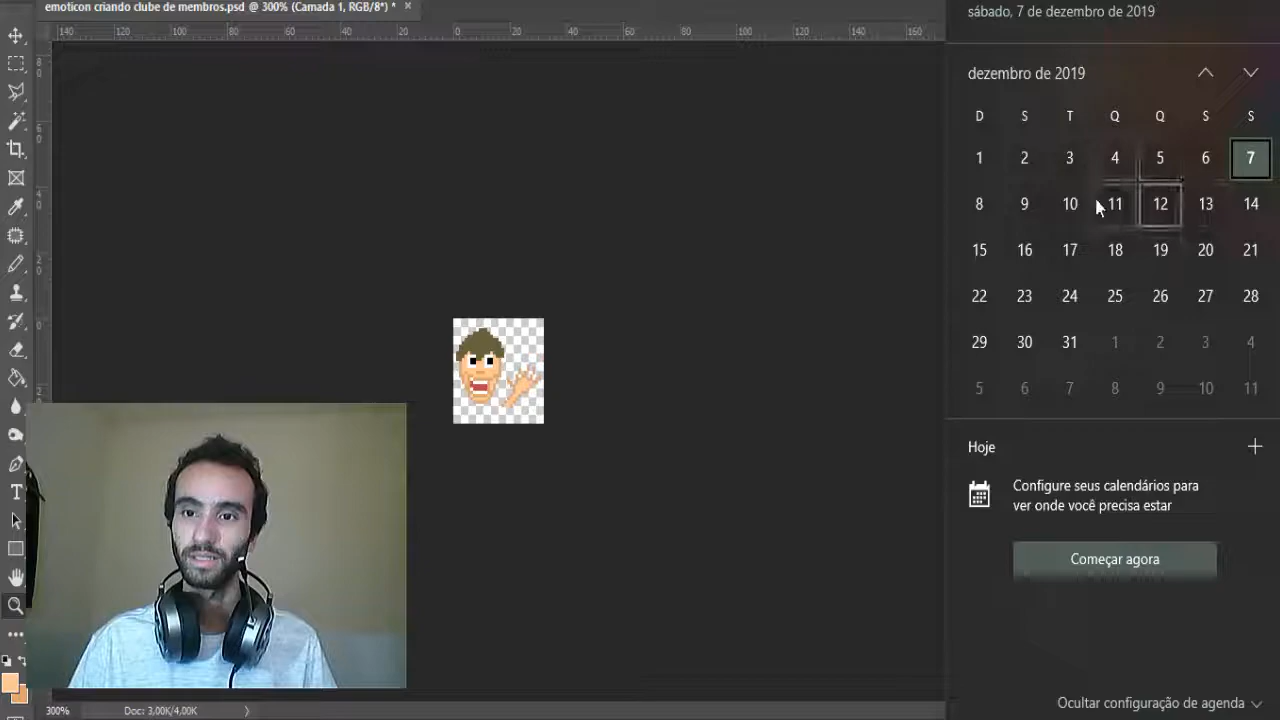 emoticon criando clube de membros.psd @ 300% (Camada 1, RGB/8*) * ×
140 120 100 80 60 40 20 0 20 40 60 80 100 120 140 160
sábado, 7 de dezembro de 2019
dezembro de 2019
D S T Q Q S S
1 2 3 4 5 6 7
8 9 10 11 12 13 14
15 16 17 18 19 20 21
22 23 24 25 26 27 28
29 30 31 1 2 3 4
5 6 7 8 9 10 11
Hoje
Configure seus calendários para
ver onde você precisa estar
Começar agora
Ocultar configuração de agenda
300% Doc: 3,00K/4,00K